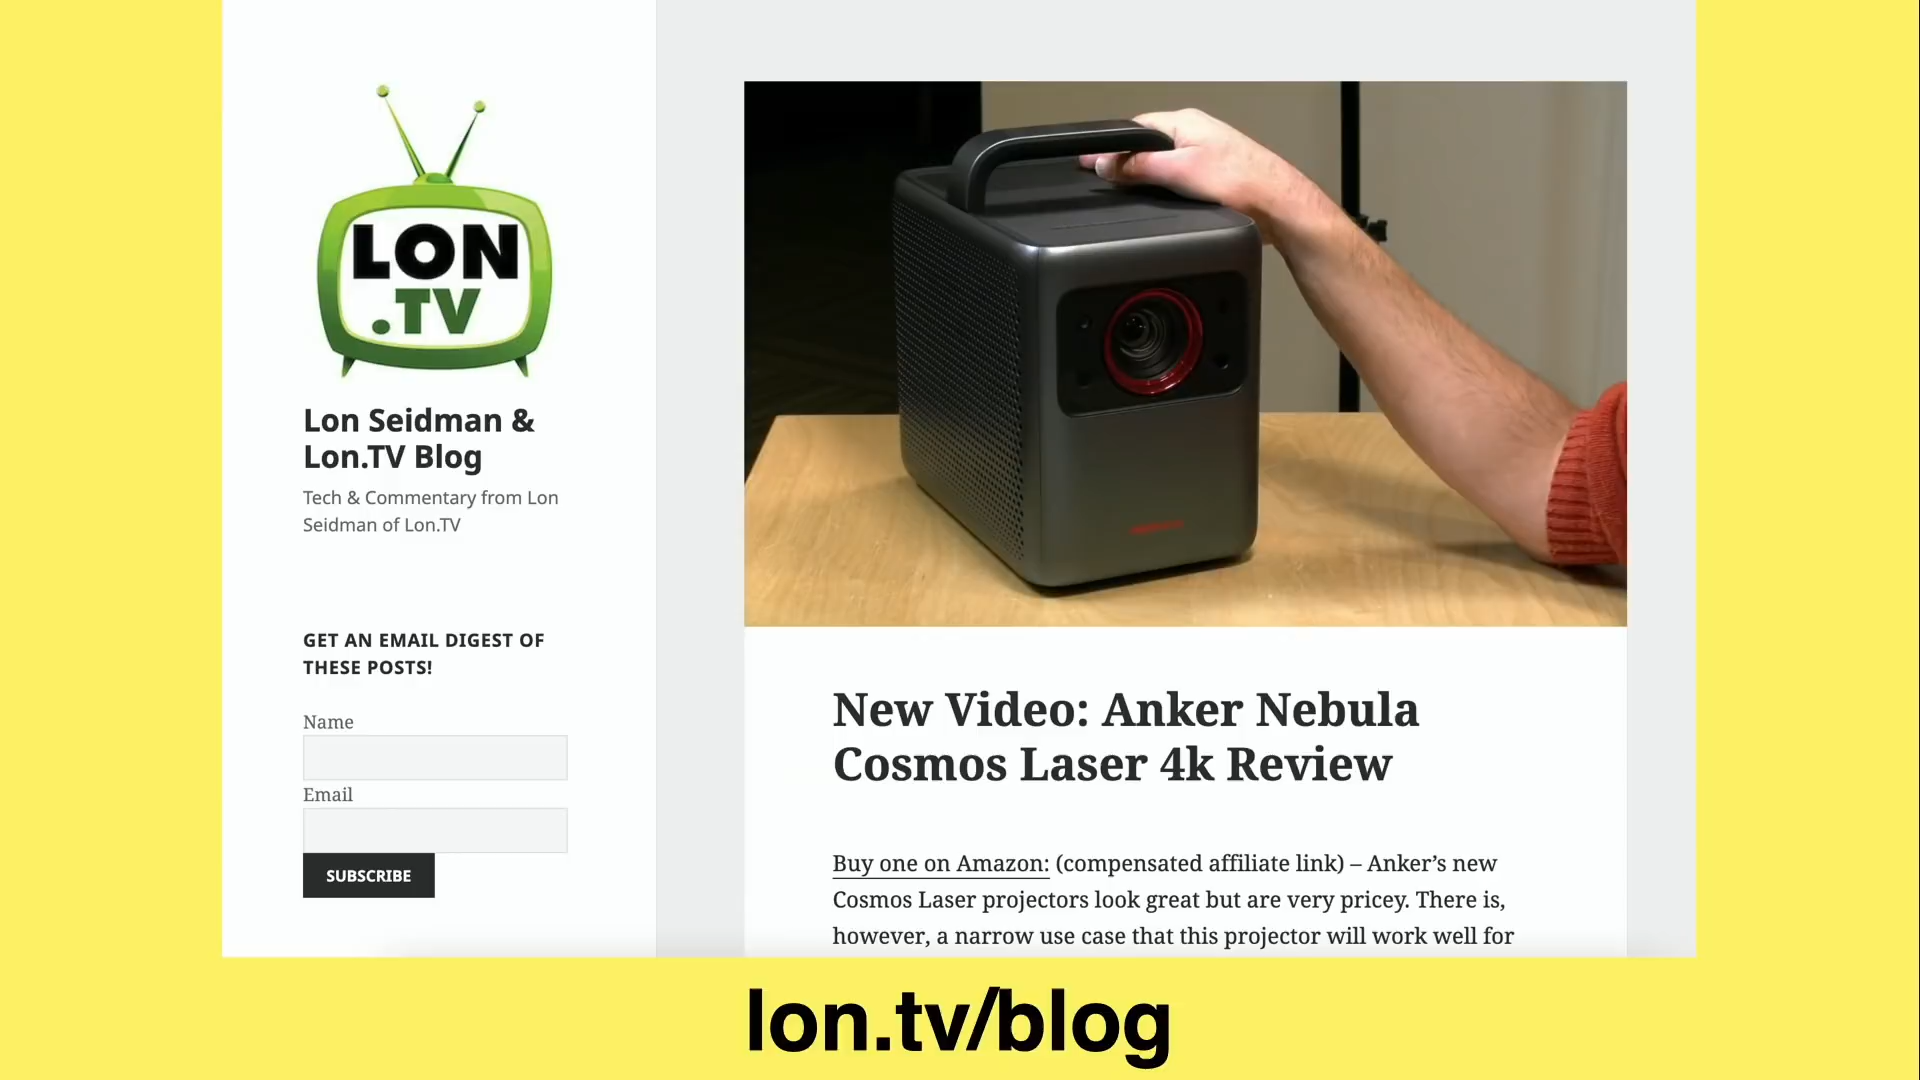 LON
.TV
Lon Seidman &
Lon.TV Blog
Tech & Commentary from Lon
Seidman of Lon.TV
GET AN EMAIL DIGEST OF
THESE POSTS!
Name
Email
SUBSCRIBE
New Video: Anker Nebula
Cosmos Laser 4k Review
Buy one on Amazon: (compensated affiliate link) – Anker’s new
Cosmos Laser projectors look great but are very pricey. There is,
however, a narrow use case that this projector will work well for
lon.tv/blog